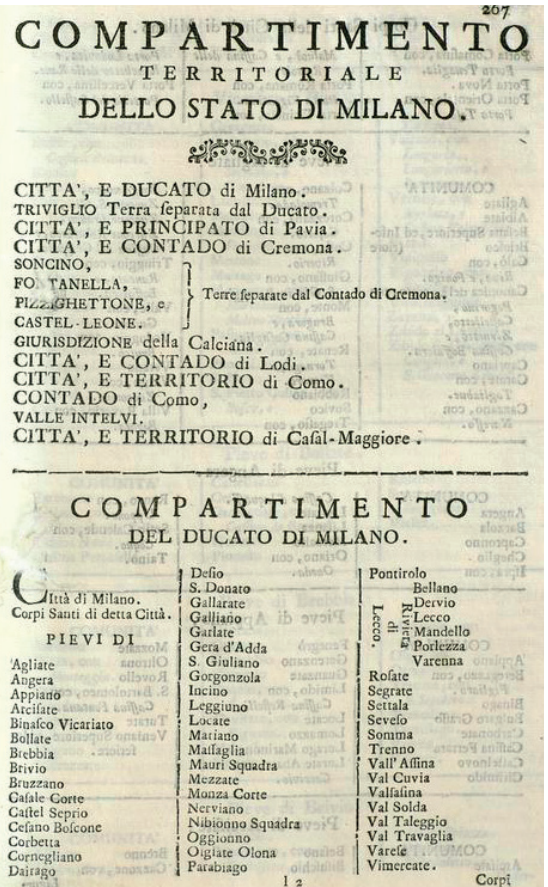 207
COMPARTIMENTO
TERRITORIALE
DELLO STATO DI MILANO.
CITTA', E DUCATO di Milano.
TRIVIGLIO Terra ſeparata dal Ducato.
CITTA', E PRINCIPATO di Pavia.
CITTA', E CONTADO di Cremona.
SONCINO,
FO TANELLA,
PIZZIGHETTONE, e
CASTEL-LEONE.
Terre ſeparate dal Contado di Cremona.
GIURISDIZIONE della Calciana.
CITTA', E CONTADO di Lodi.
CITTA', E TERRITORIO di Como.
CONTADO di Como,
VALLE INTELVI.
CITTA', E TERRITORIO di Caſal-Maggiore.
COMPARTIMENTO
DEL DUCATO DI MILANO.
CIttà di Milano.
Corpi Santi di detta Città.
PIEVI DI
Agliate
Angera
Appiano
Arciſate
Binaſco Vicariato
Bollate
Brebbia
Brivio
Bruzzano
Caſale Corte
Caſtel Seprio
Ceſano Boſcone
Corbetta
Cornegliano
Dairago
Deſio
S. Donato
Gallarate
Galliano
Garlate
Gera d'Adda
S. Giuliano
Gorgonzola
Incino
Leggiuno
Locate
Mariano
Maſſaglia
Mauri Squadra
Mezzate
Monza Corte
Nerviano
Nibionno Squadra
Oggionno
Olgiate Olona
Parabiago
Pontirolo
Riviera di Lecco.
Bellano
Dervio
Lecco
Mandello
Porlezza
Varenna
Roſate
Segrate
Settala
Seveſo
Somma
Trenno
Vall' Aſſina
Val Cuvia
Valſaſina
Val Solda
Val Taleggio
Val Travaglia
Vareſe
Vimercate.
l 2
Corpi